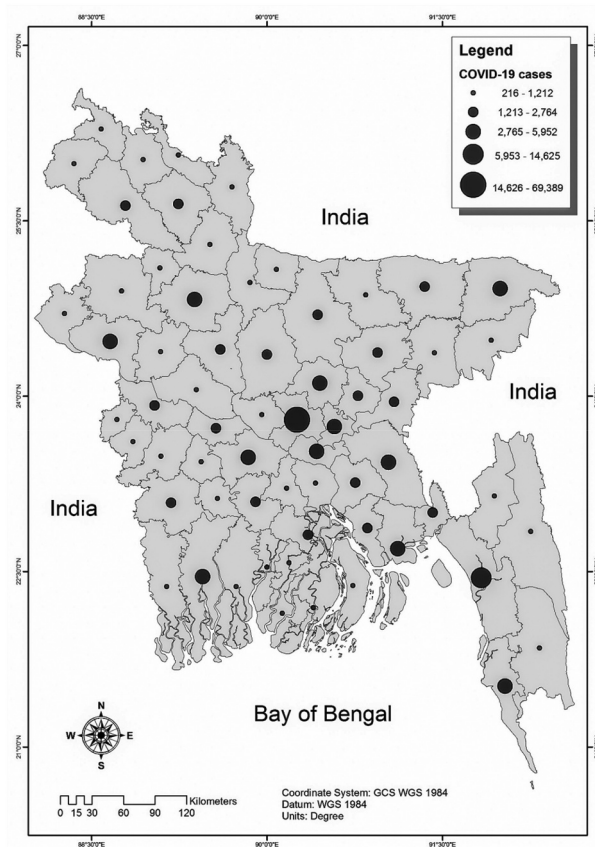 88°30'0"E 90°0'0"E 91°30'0"E
27°0'0"N
25°30'0"N
24°0'0"N
22°30'0"N
21°0'0"N
Legend
COVID-19 cases
216 - 1,212
1,213 - 2,764
2,765 - 5,952
5,953 - 14,625
14,626 - 69,389
India
India
India
Bay of Bengal
N
W E
S
Kilometers
0 15 30 60 90 120
Coordinate System: GCS WGS 1984
Datum: WGS 1984
Units: Degree
88°30'0"E 90°0'0"E 91°30'0"E